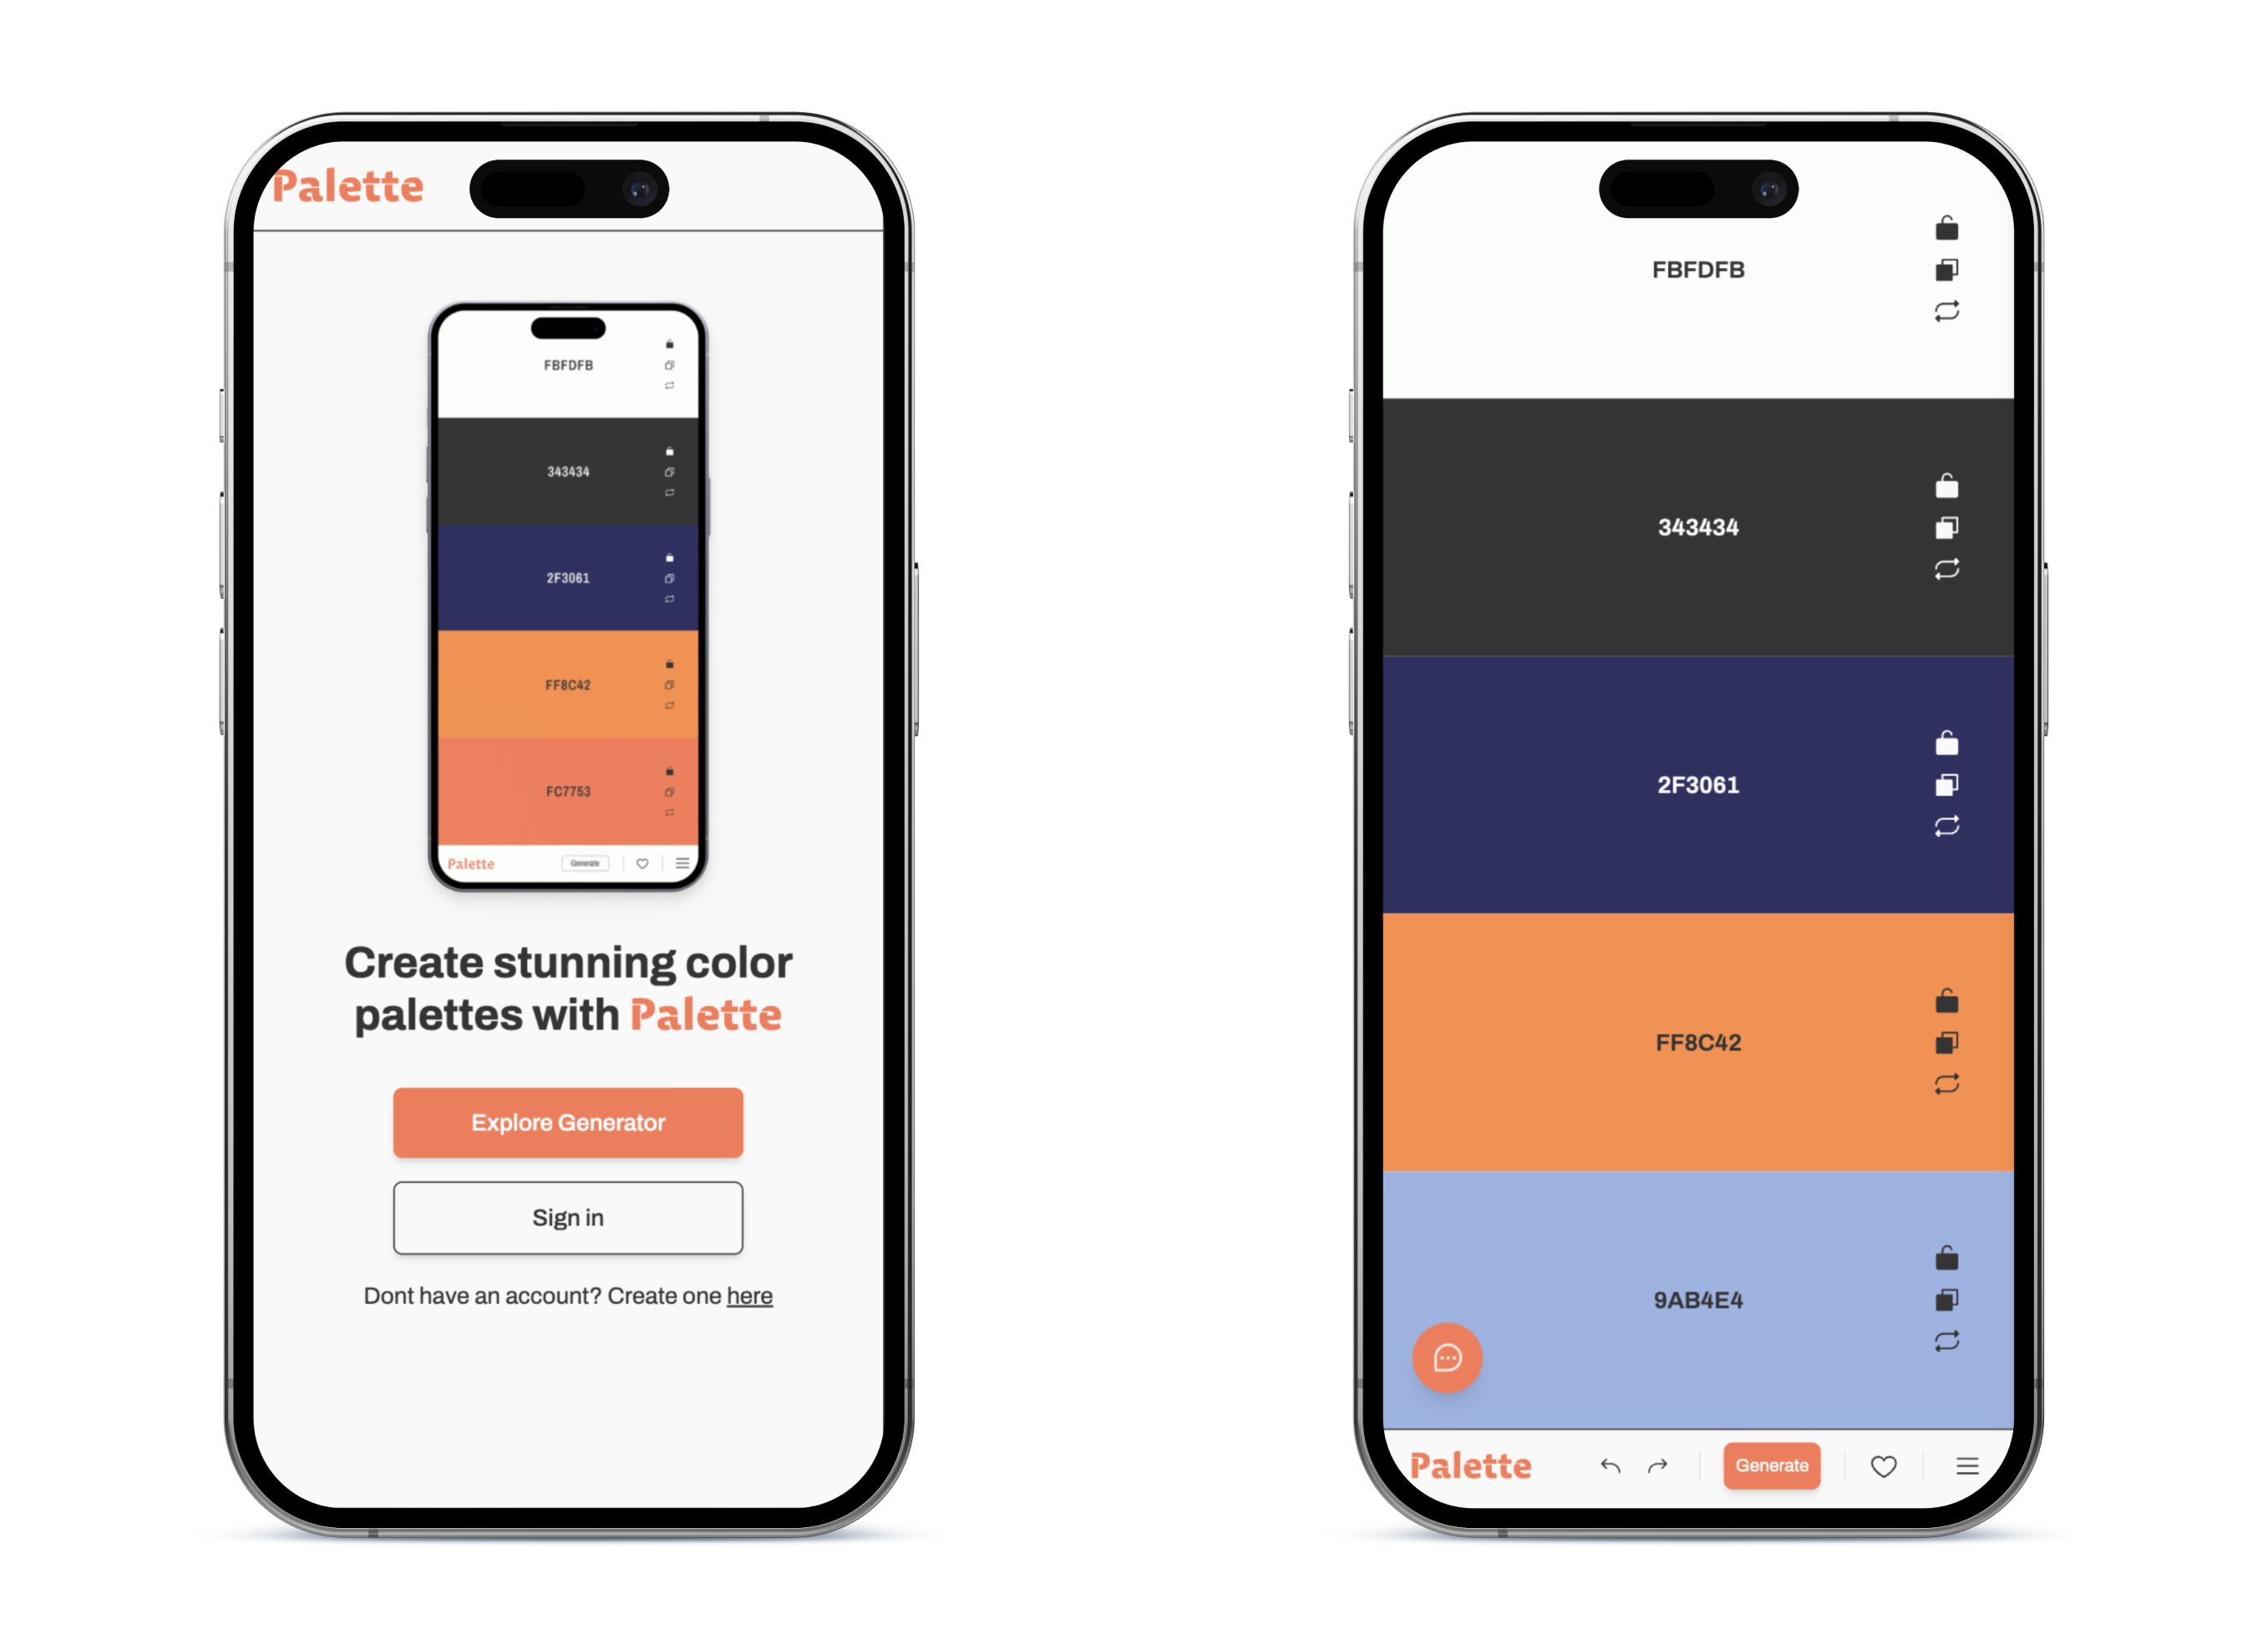 Palette
FBFDFB
343434
2F3061
FF8C42
FC7753
Palette
Generate
Create stunning color
palettes with Palette
Explore Generator
Sign in
Dont have an account? Create one here
FBFDFB
343434
2F3061
FF8C42
9AB4E4
Palette
Generate